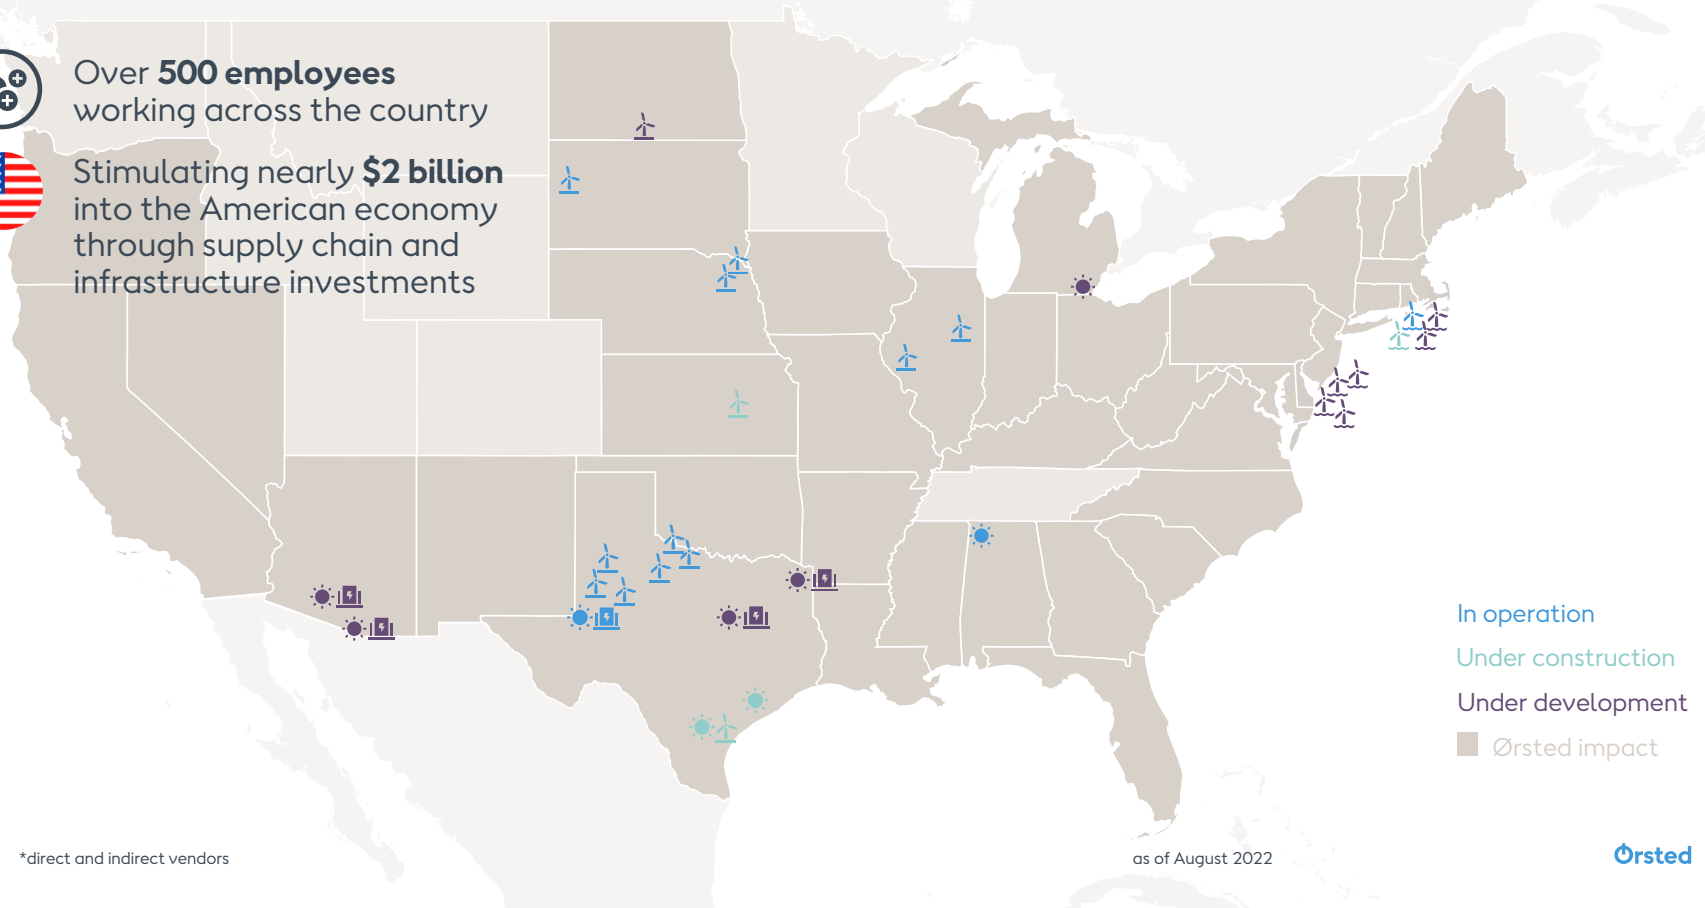 Over 500 employees
working across the country
Stimulating nearly $2 billion
into the American economy
through supply chain and
infrastructure investments
In operation
Under construction
Under development
Ørsted impact
*direct and indirect vendors
as of August 2022
Ørsted